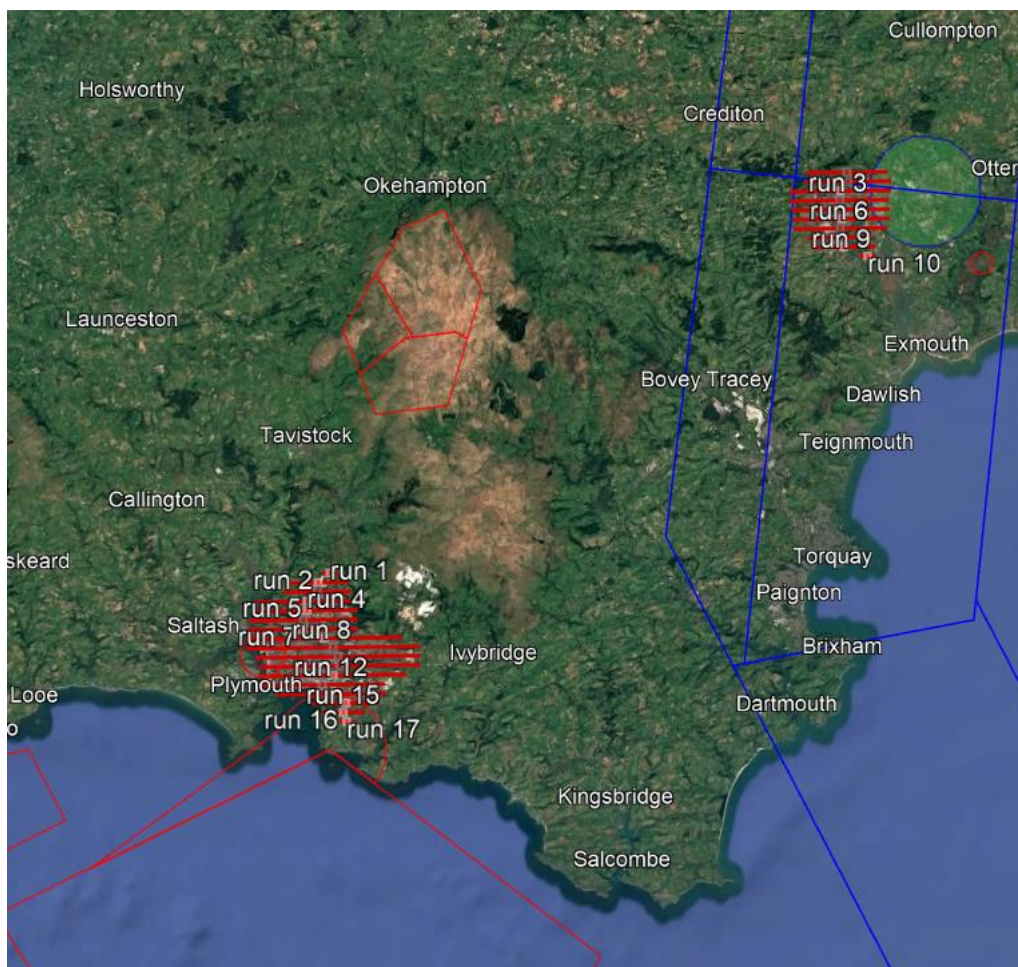 Cullompton
Holsworthy
Crediton
Okehampton
Otter
run 3
run 6
run 9
run 10
Launceston
Exmouth
Bovey Tracey
Dawlish
Tavistock
Teignmouth
Callington
skeard
Torquay
run 1
run 2
run 4
Paignton
run 5
Saltash
run 8
run 7
Brixham
Ivybridge
run 12
Plymouth
Looe
run 15
Dartmouth
run 16
run 17
o
Kingsbridge
Salcombe